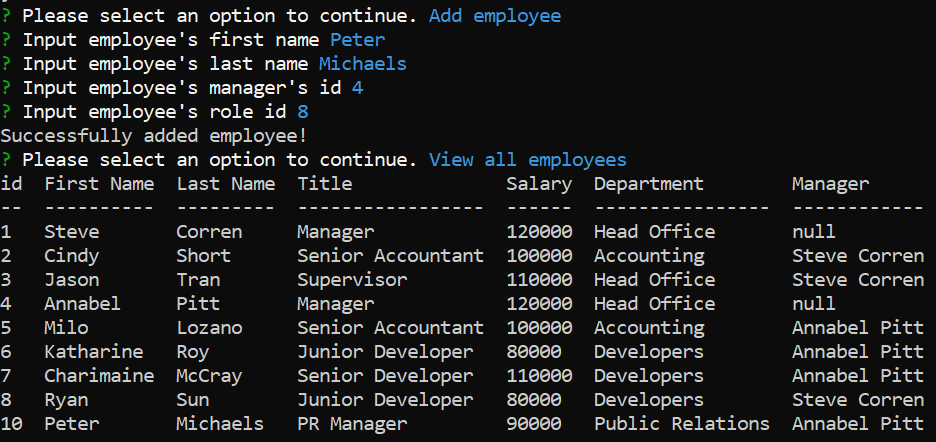 ? Please select an option to continue. Add employee
? Input employee's first name Peter
? Input employee's last name Michaels
? Input employee's manager's id 4
? Input employee's role id 8
Successfully added employee!
? Please select an option to continue. View all employees
id  First Name  Last Name  Title              Salary  Department        Manager
--  ----------  ---------  -----------------  ------  ----------------  ------------
1   Steve       Corren     Manager            120000  Head Office       null
2   Cindy       Short      Senior Accountant  100000  Accounting        Steve Corren
3   Jason       Tran       Supervisor         110000  Head Office       Steve Corren
4   Annabel     Pitt       Manager            120000  Head Office       null
5   Milo        Lozano     Senior Accountant  100000  Accounting        Annabel Pitt
6   Katharine   Roy        Junior Developer   80000   Developers        Annabel Pitt
7   Charimaine  McCray     Senior Developer   110000  Developers        Annabel Pitt
8   Ryan        Sun        Junior Developer   80000   Developers        Steve Corren
10  Peter       Michaels   PR Manager         90000   Public Relations  Annabel Pitt